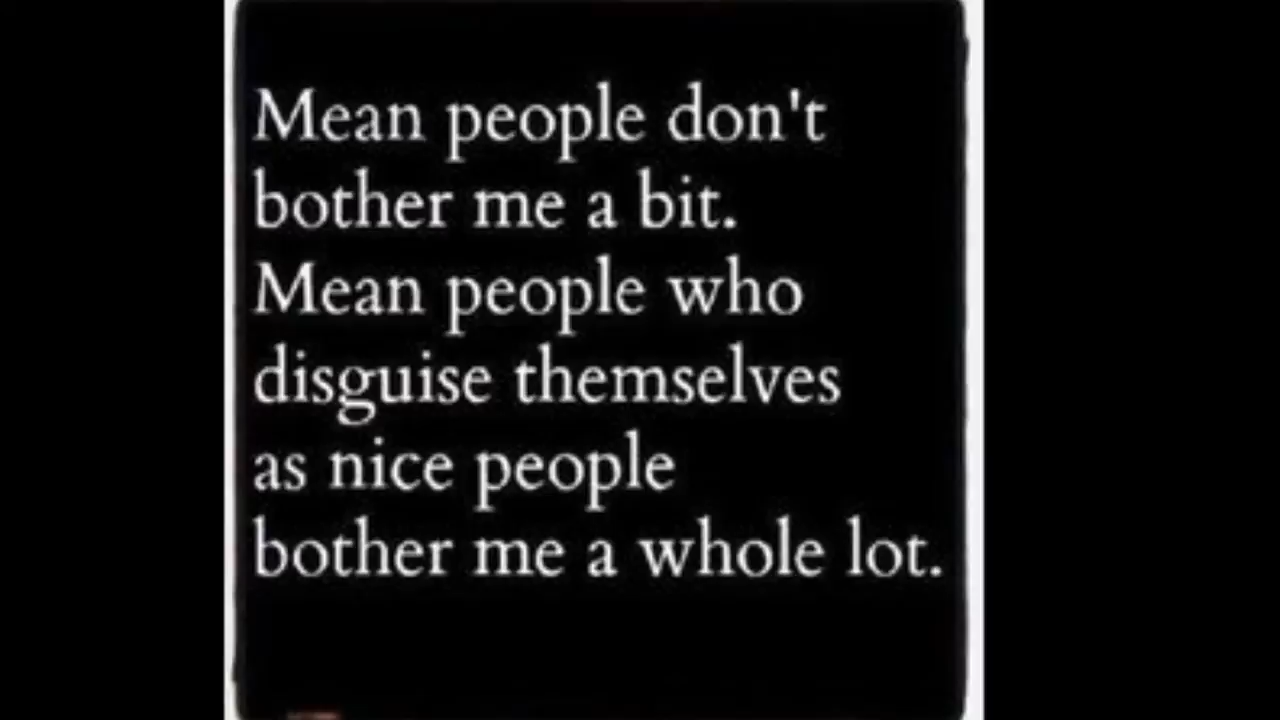 Mean people don't
bother me a bit.
Mean people who
disguise themselves
as nice people
bother me a whole lot.